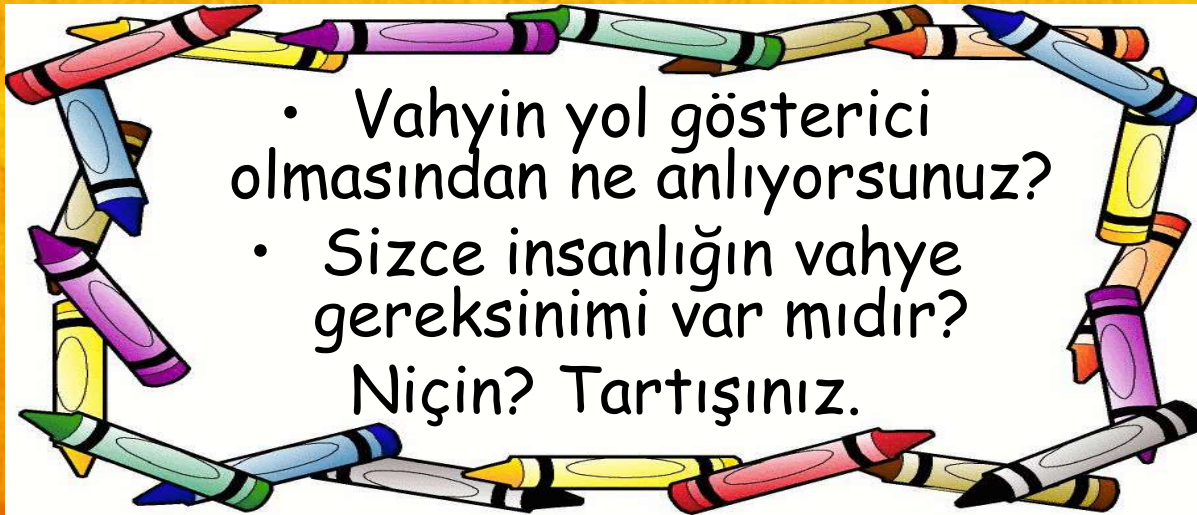 • Vahyin yol gösterici
olmasından ne anlıyorsunuz?
• Sizce insanlığın vahye
gereksinimi var mıdır?
Niçin? Tartışınız.